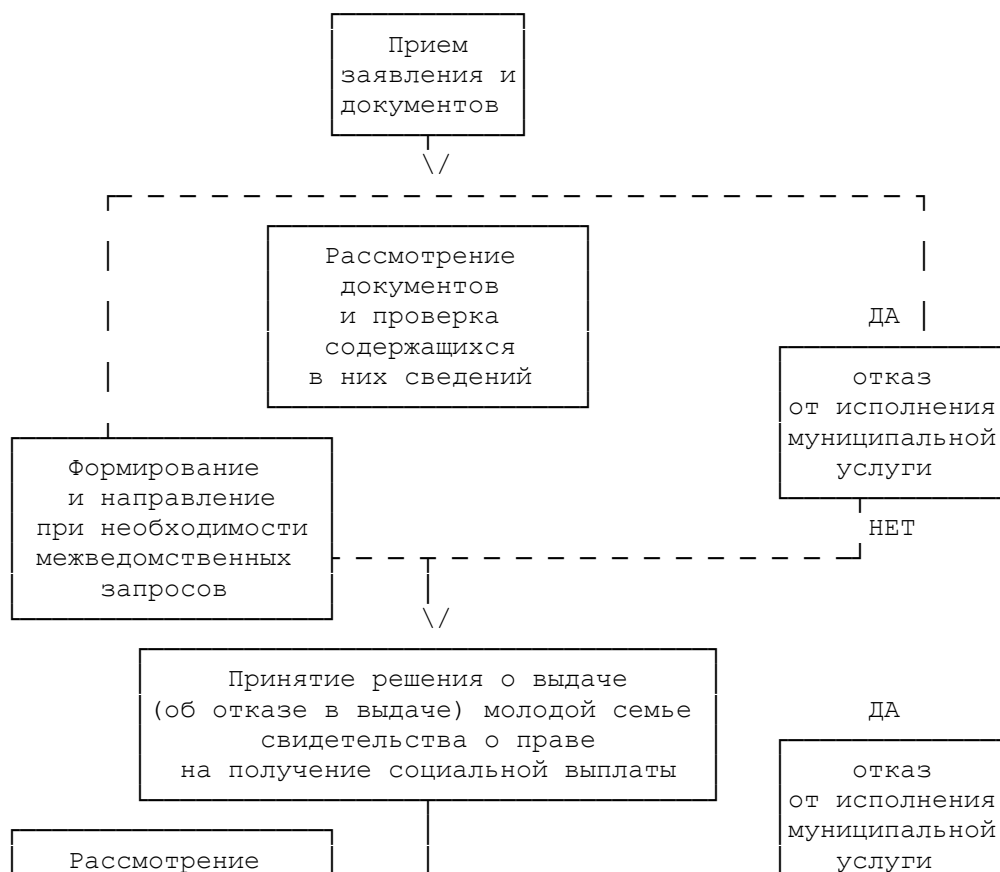 Прием
заявления и
документов
\/
Рассмотрение
документов
и проверка
содержащихся
в них сведений
ДА
отказ
от исполнения
муниципальной
услуги
НЕТ
Формирование
и направление
при необходимости
межведомственных
запросов
\/
Принятие решения о выдаче
(об отказе в выдаче) молодой семье
свидетельства о праве
на получение социальной выплаты
ДА
отказ
от исполнения
муниципальной
услуги
Рассмотрение